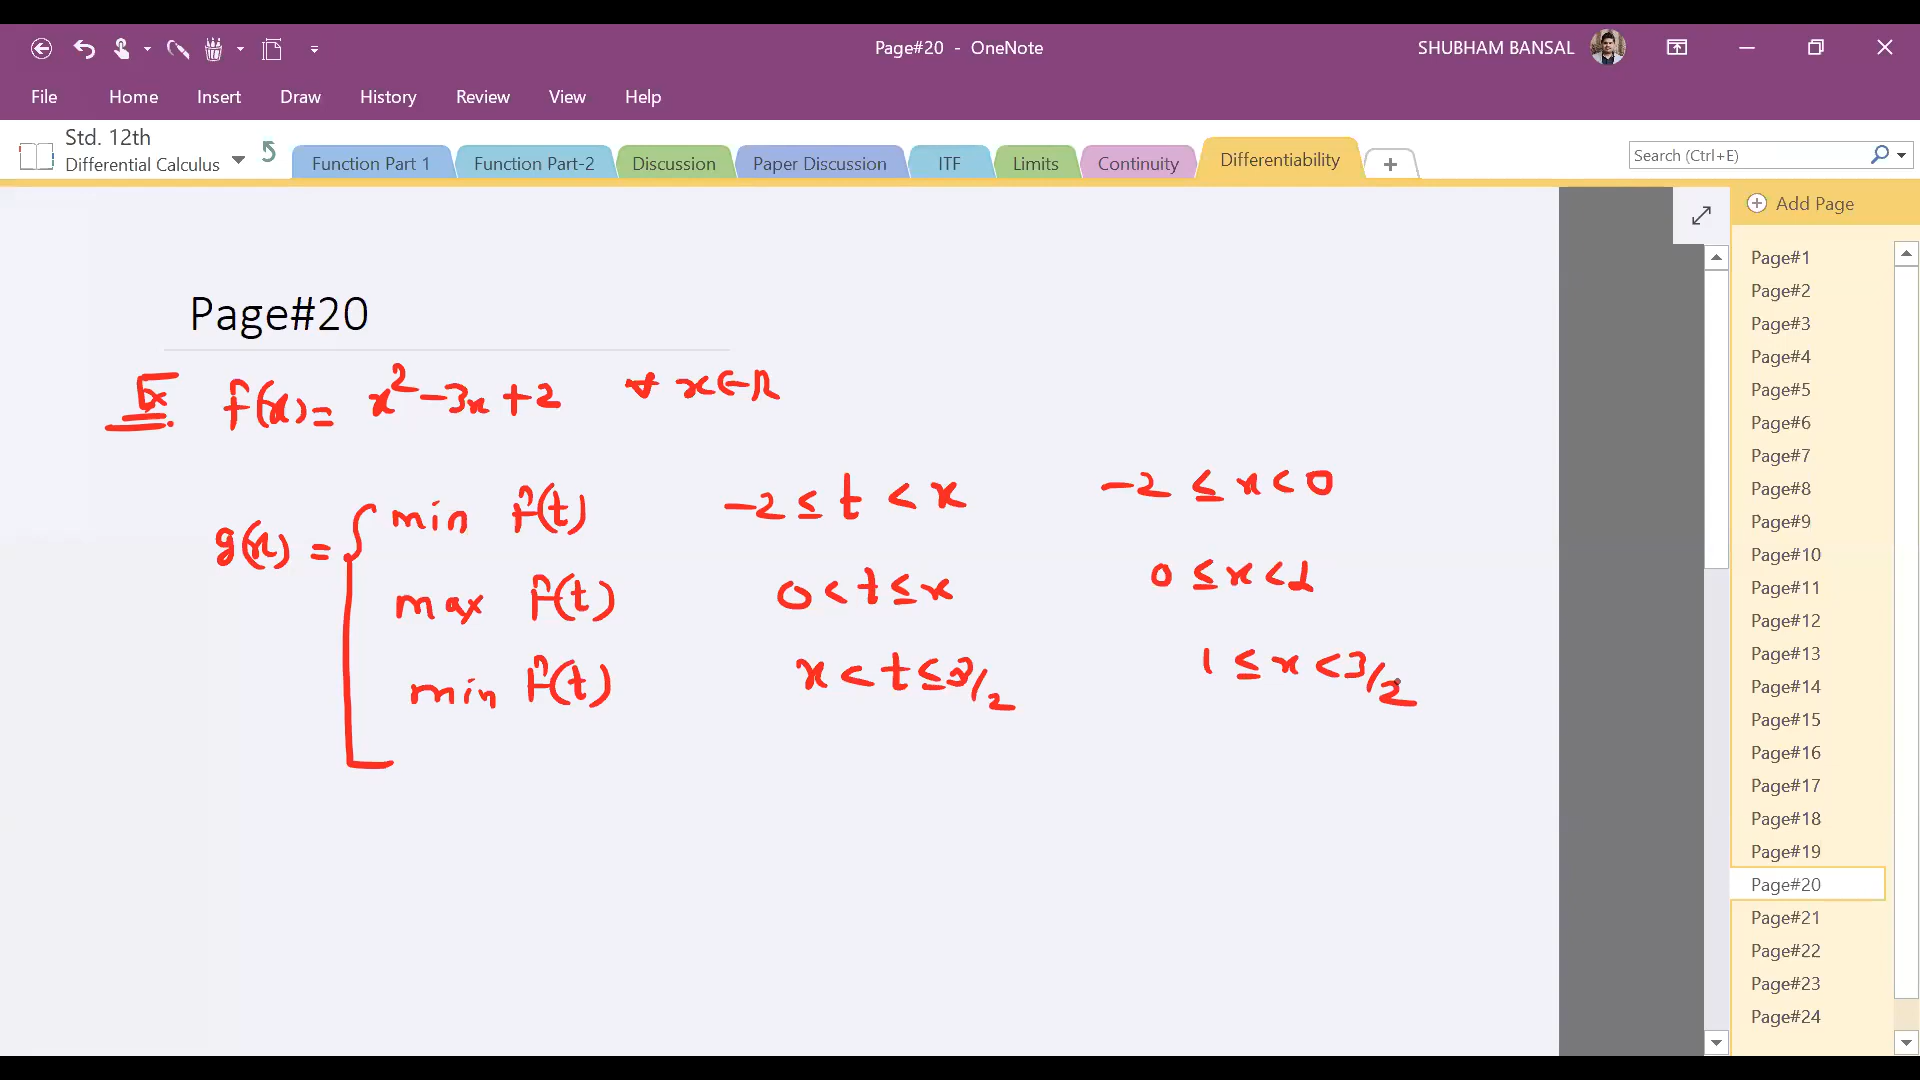 Page#20 - OneNote
SHUBHAM BANSAL
File Home Insert Draw History Review View Help
Std. 12th
Differential Calculus
Function Part 1 Function Part-2 Discussion Paper Discussion ITF Limits Continuity Differentiability +
Search (Ctrl+E)
Add Page
Page#1
Page#2
Page#3
Page#4
Page#5
Page#6
Page#7
Page#8
Page#9
Page#10
Page#11
Page#12
Page#13
Page#14
Page#15
Page#16
Page#17
Page#18
Page#19
Page#20
Page#21
Page#22
Page#23
Page#24
Page#20
Ex. f(x) = x² - 3x + 2 ∀ x ∈ R
g(x) = { min f(t) -2 ≤ t < x -2 ≤ x < 0
max f(t) 0 < t ≤ x 0 ≤ x < 1
min f(t) x < t ≤ 3/2 1 ≤ x < 3/2